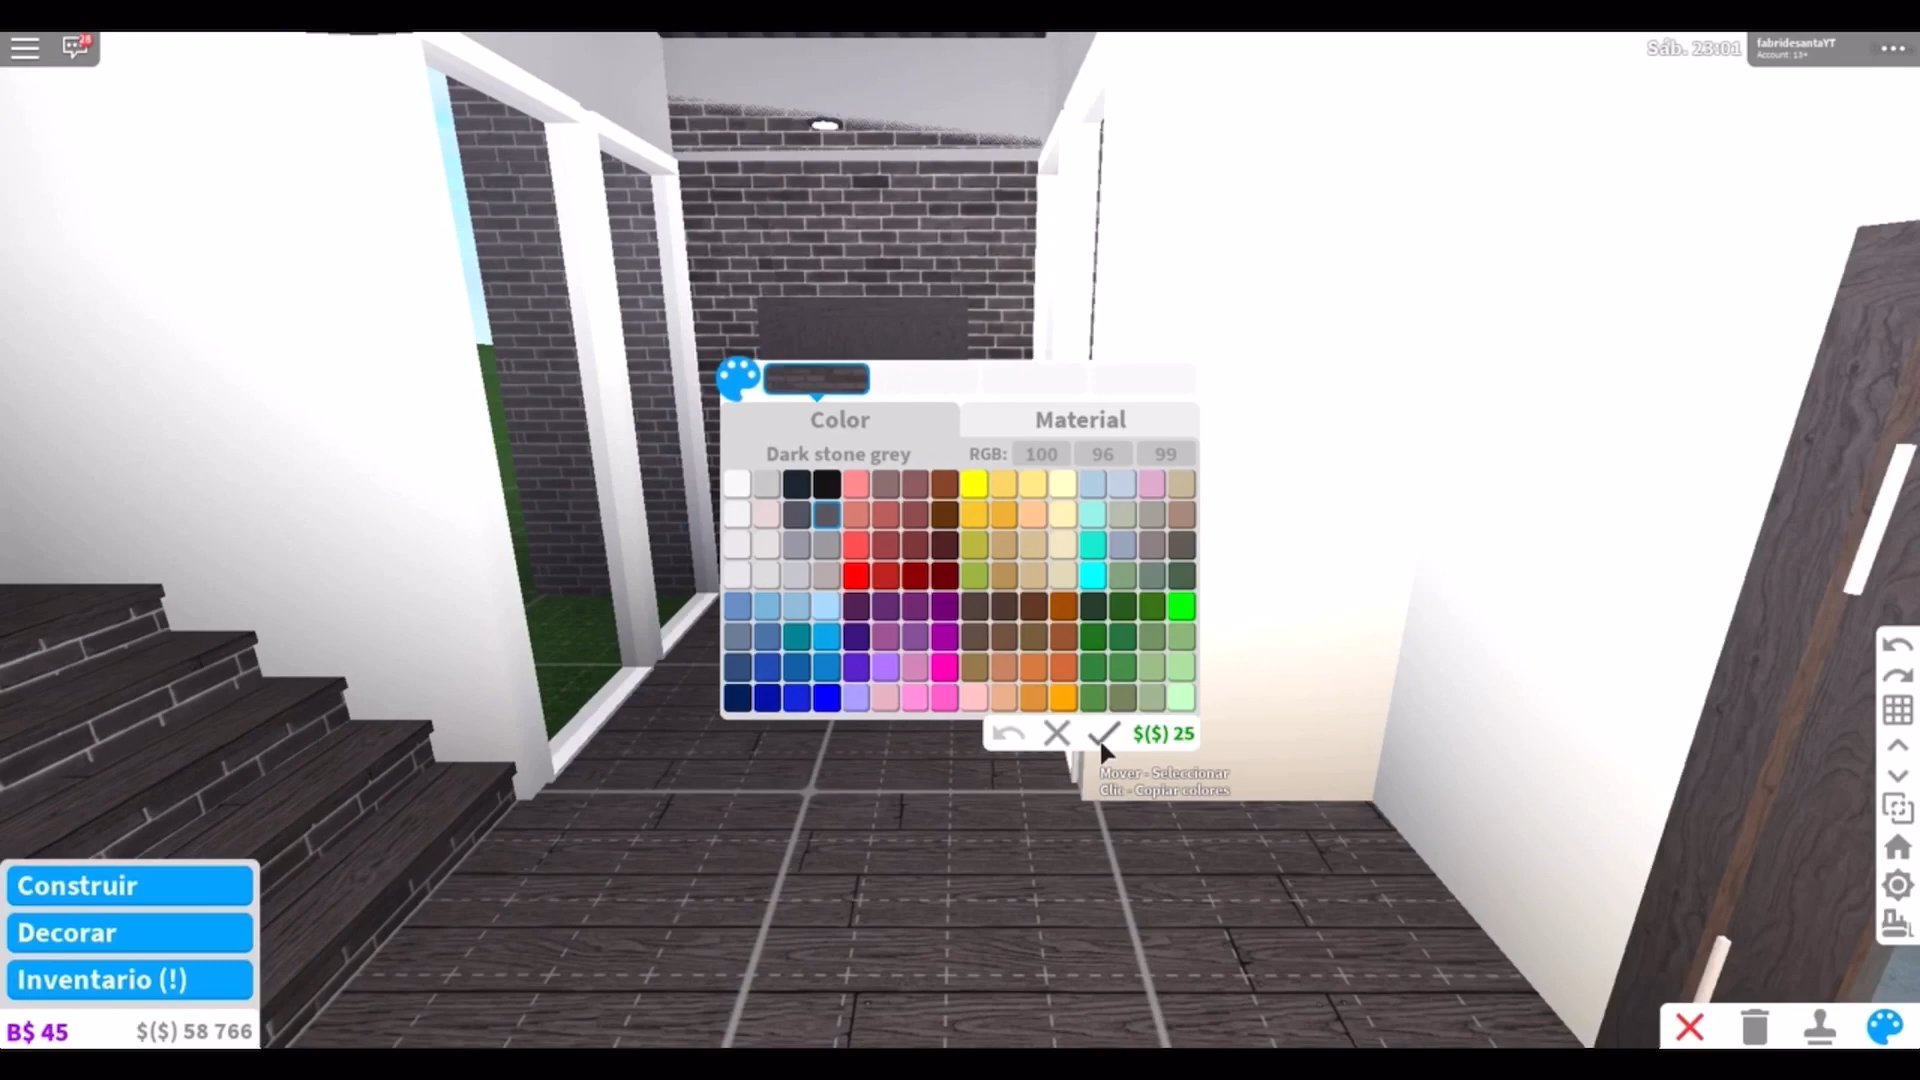 28
Sáb. 23:01
fabridesantaYT
Account: 13+
Color
Material
Dark stone grey
RGB: 100 96 99
$($) 25
Mover - Seleccionar
Clic - Copiar colores
Construir
Decorar
Inventario (!)
B$ 45
$($) 58 766